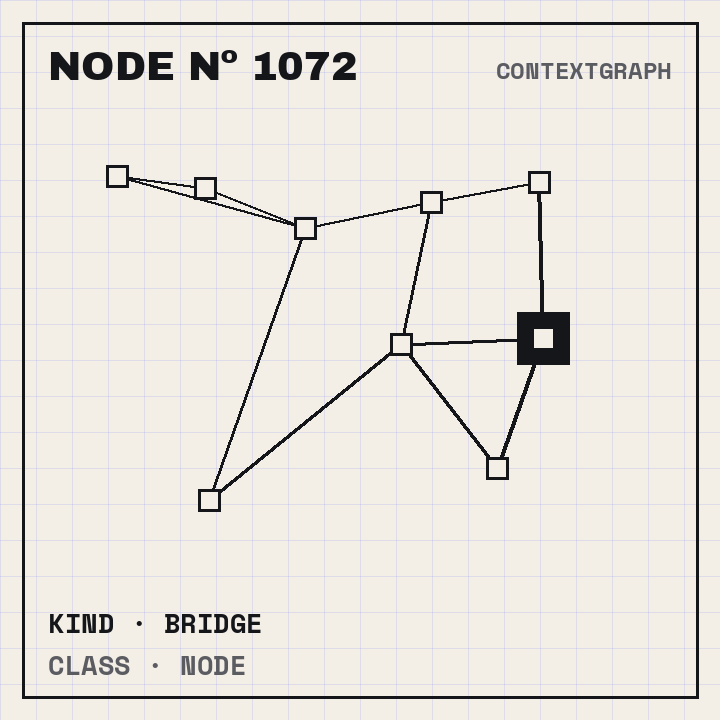 NODE Nº 1072
CONTEXTGRAPH
KIND · BRIDGE
CLASS · NODE